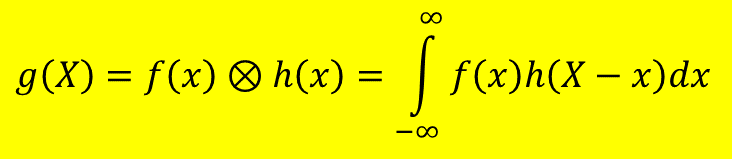 g(X) = f(x) ⊗ h(x) = ∫_{-∞}^{∞} f(x)h(X − x)dx